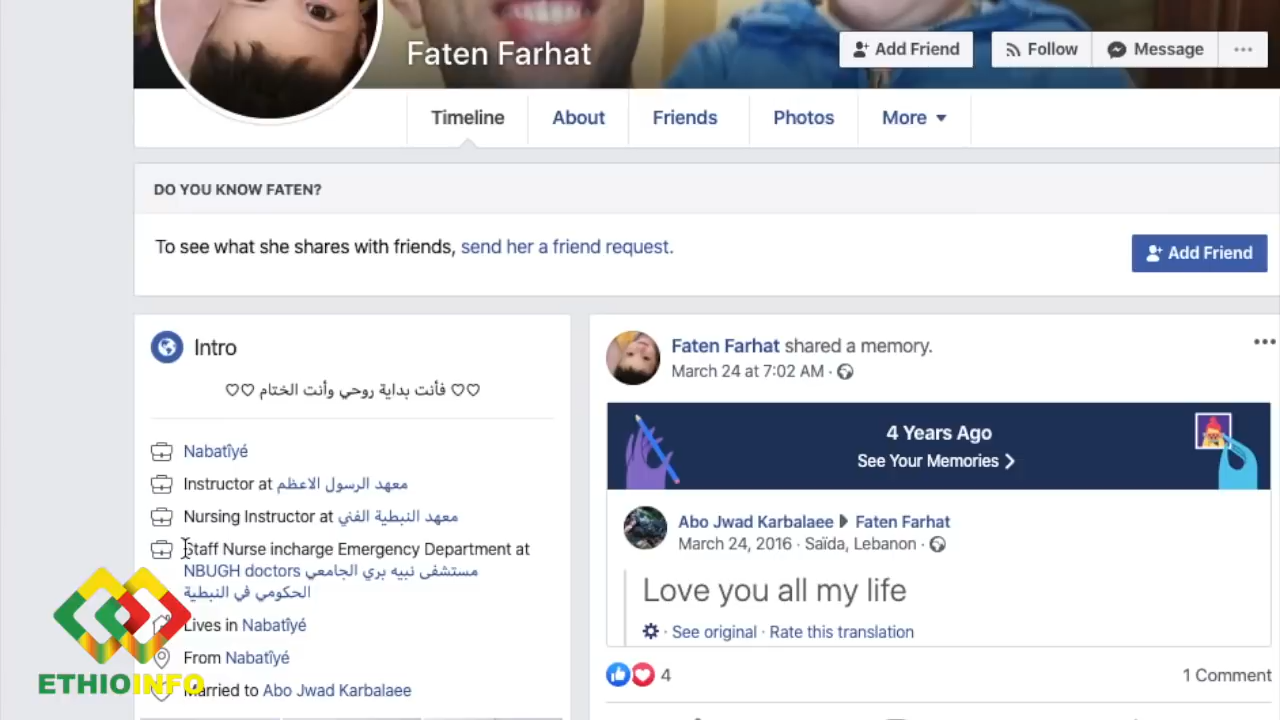 Faten Farhat
Add Friend
Follow
Message
Timeline
About
Friends
Photos
More
DO YOU KNOW FATEN?
To see what she shares with friends, send her a friend request.
Add Friend
Intro
♡♡ فأنت بداية روحي وأنت الختام ♡♡
Nabatîyé
Instructor at معهد الرسول الاعظم
Nursing Instructor at معهد النبطية الفني
Staff Nurse incharge Emergency Department at
NBUGH doctors مستشفى نبيه بري الجامعي
الحكومي في النبطية
Lives in Nabatîyé
From Nabatîyé
Married to Abo Jwad Karbalaee
ETHIOINFO
Faten Farhat shared a memory.
March 24 at 7:02 AM ·
4 Years Ago
See Your Memories
Abo Jwad Karbalaee Faten Farhat
March 24, 2016 · Saïda, Lebanon ·
Love you all my life
· See original · Rate this translation
4
1 Comment